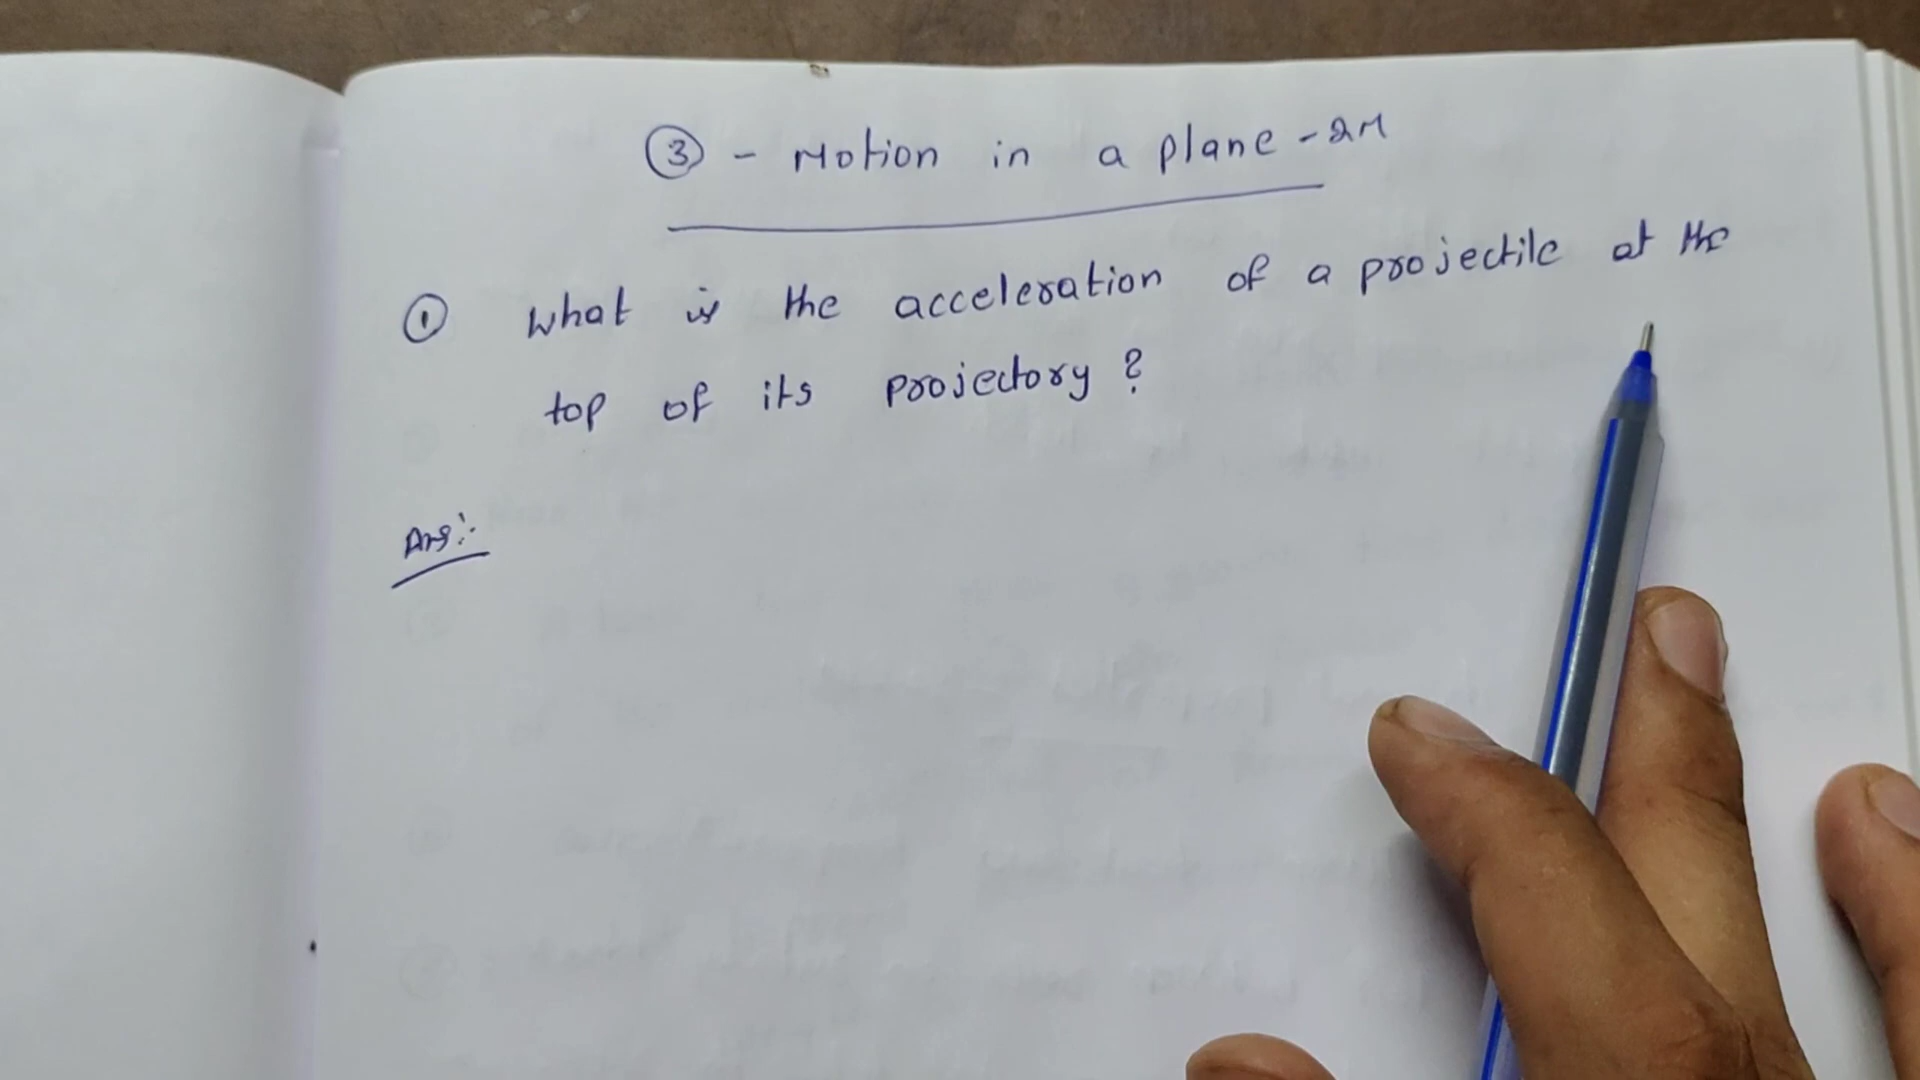 ③ - Motion in a plane - 2M
① What is the acceleration of a projectile at the
top of its projectory ?
Ans :-